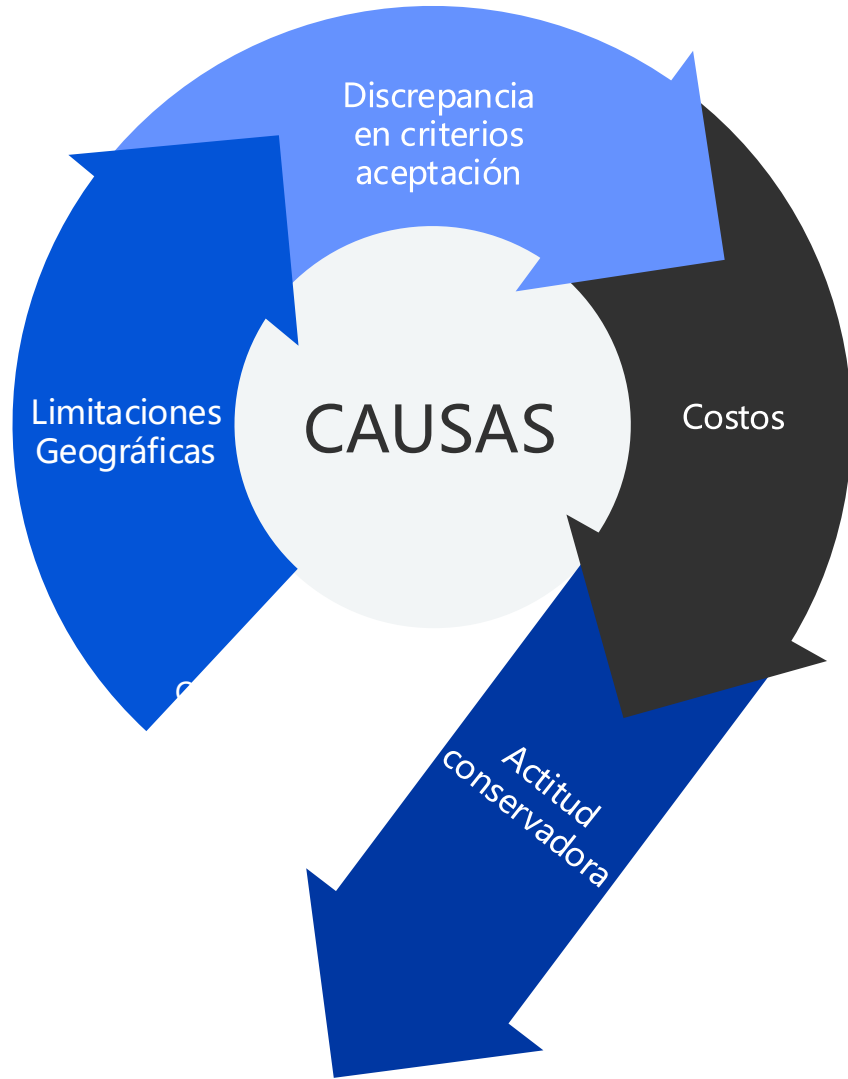 Discrepancia
en criterios
aceptación
Limitaciones
Geográficas
CAUSAS
Costos
Actitud
conservadora